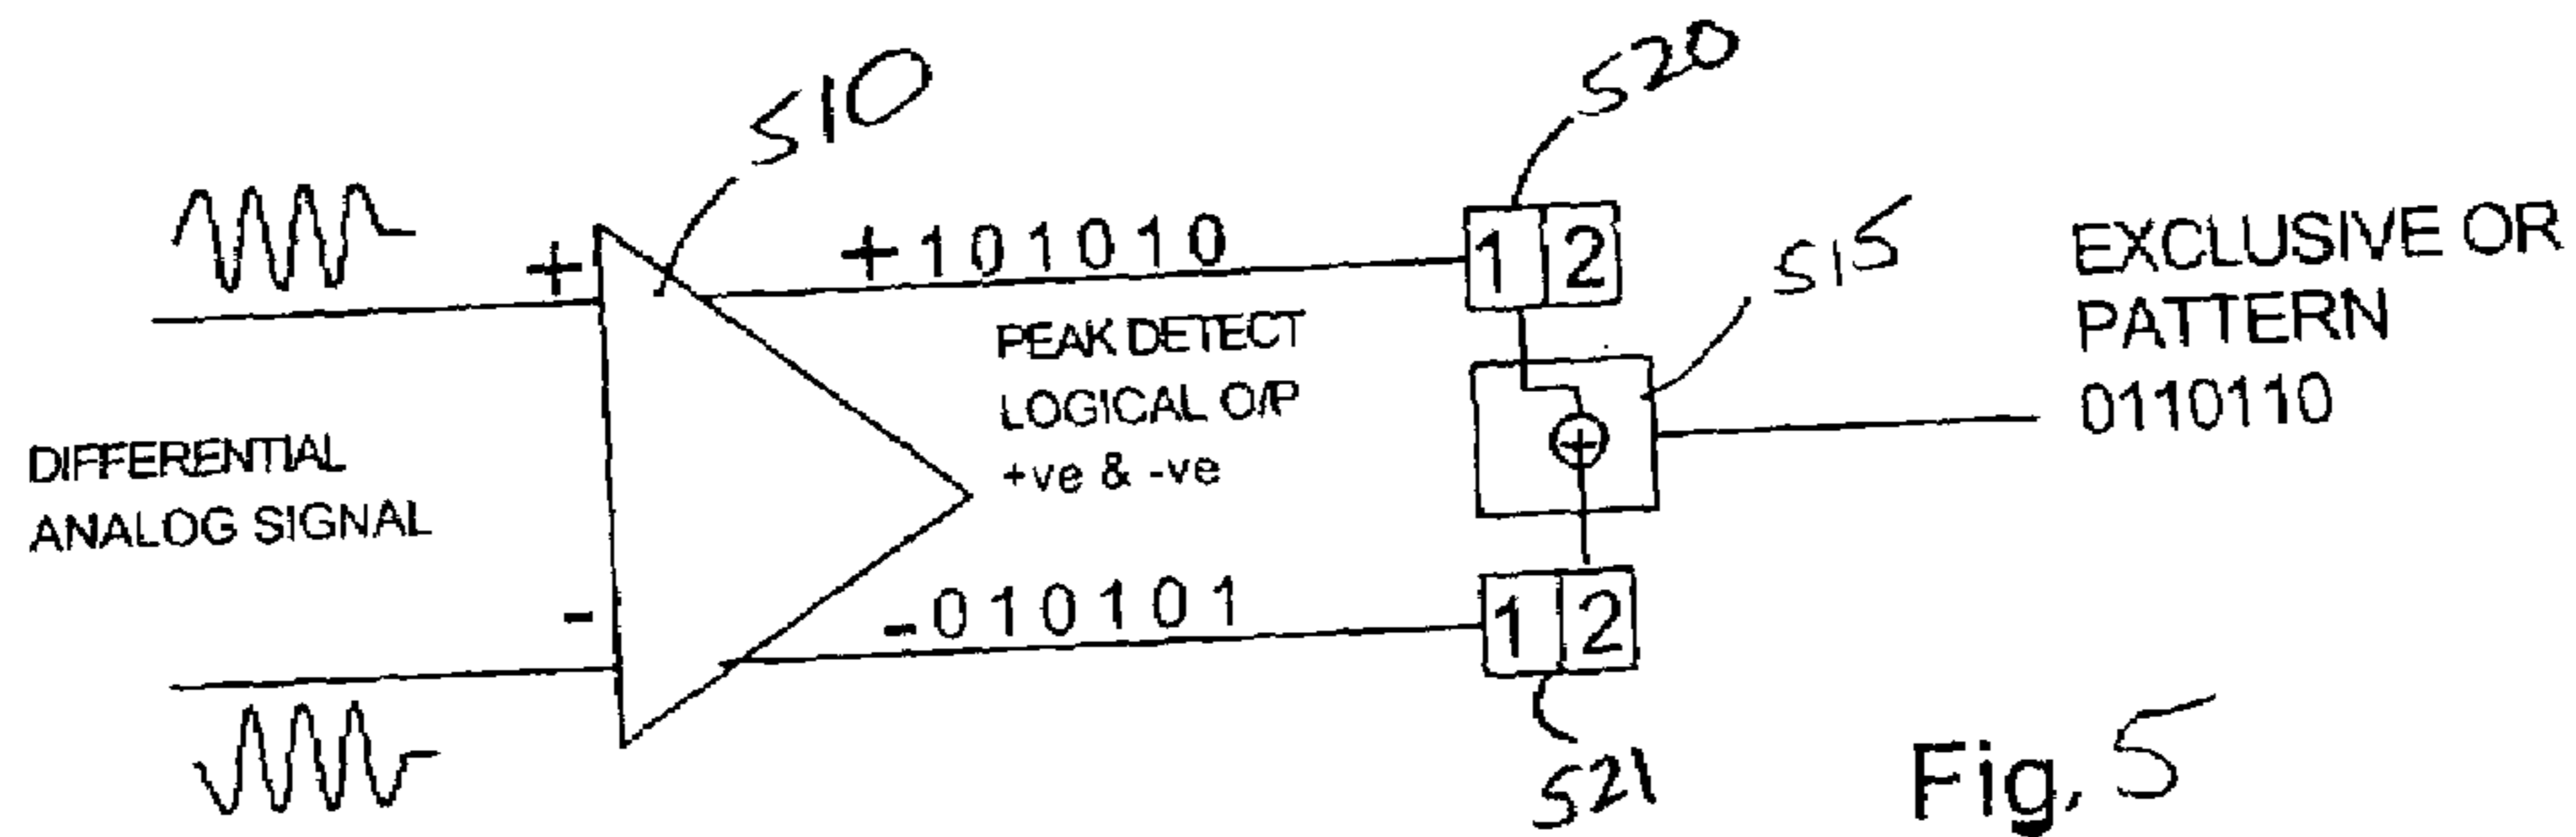 510
520
+
+101010
1 2
515
EXCLUSIVE OR
PATTERN
0110110
PEAK DETECT
LOGICAL O/P
+ve & -ve
+
DIFFERENTIAL
ANALOG SIGNAL
-
-010101
1 2
521
Fig. 5